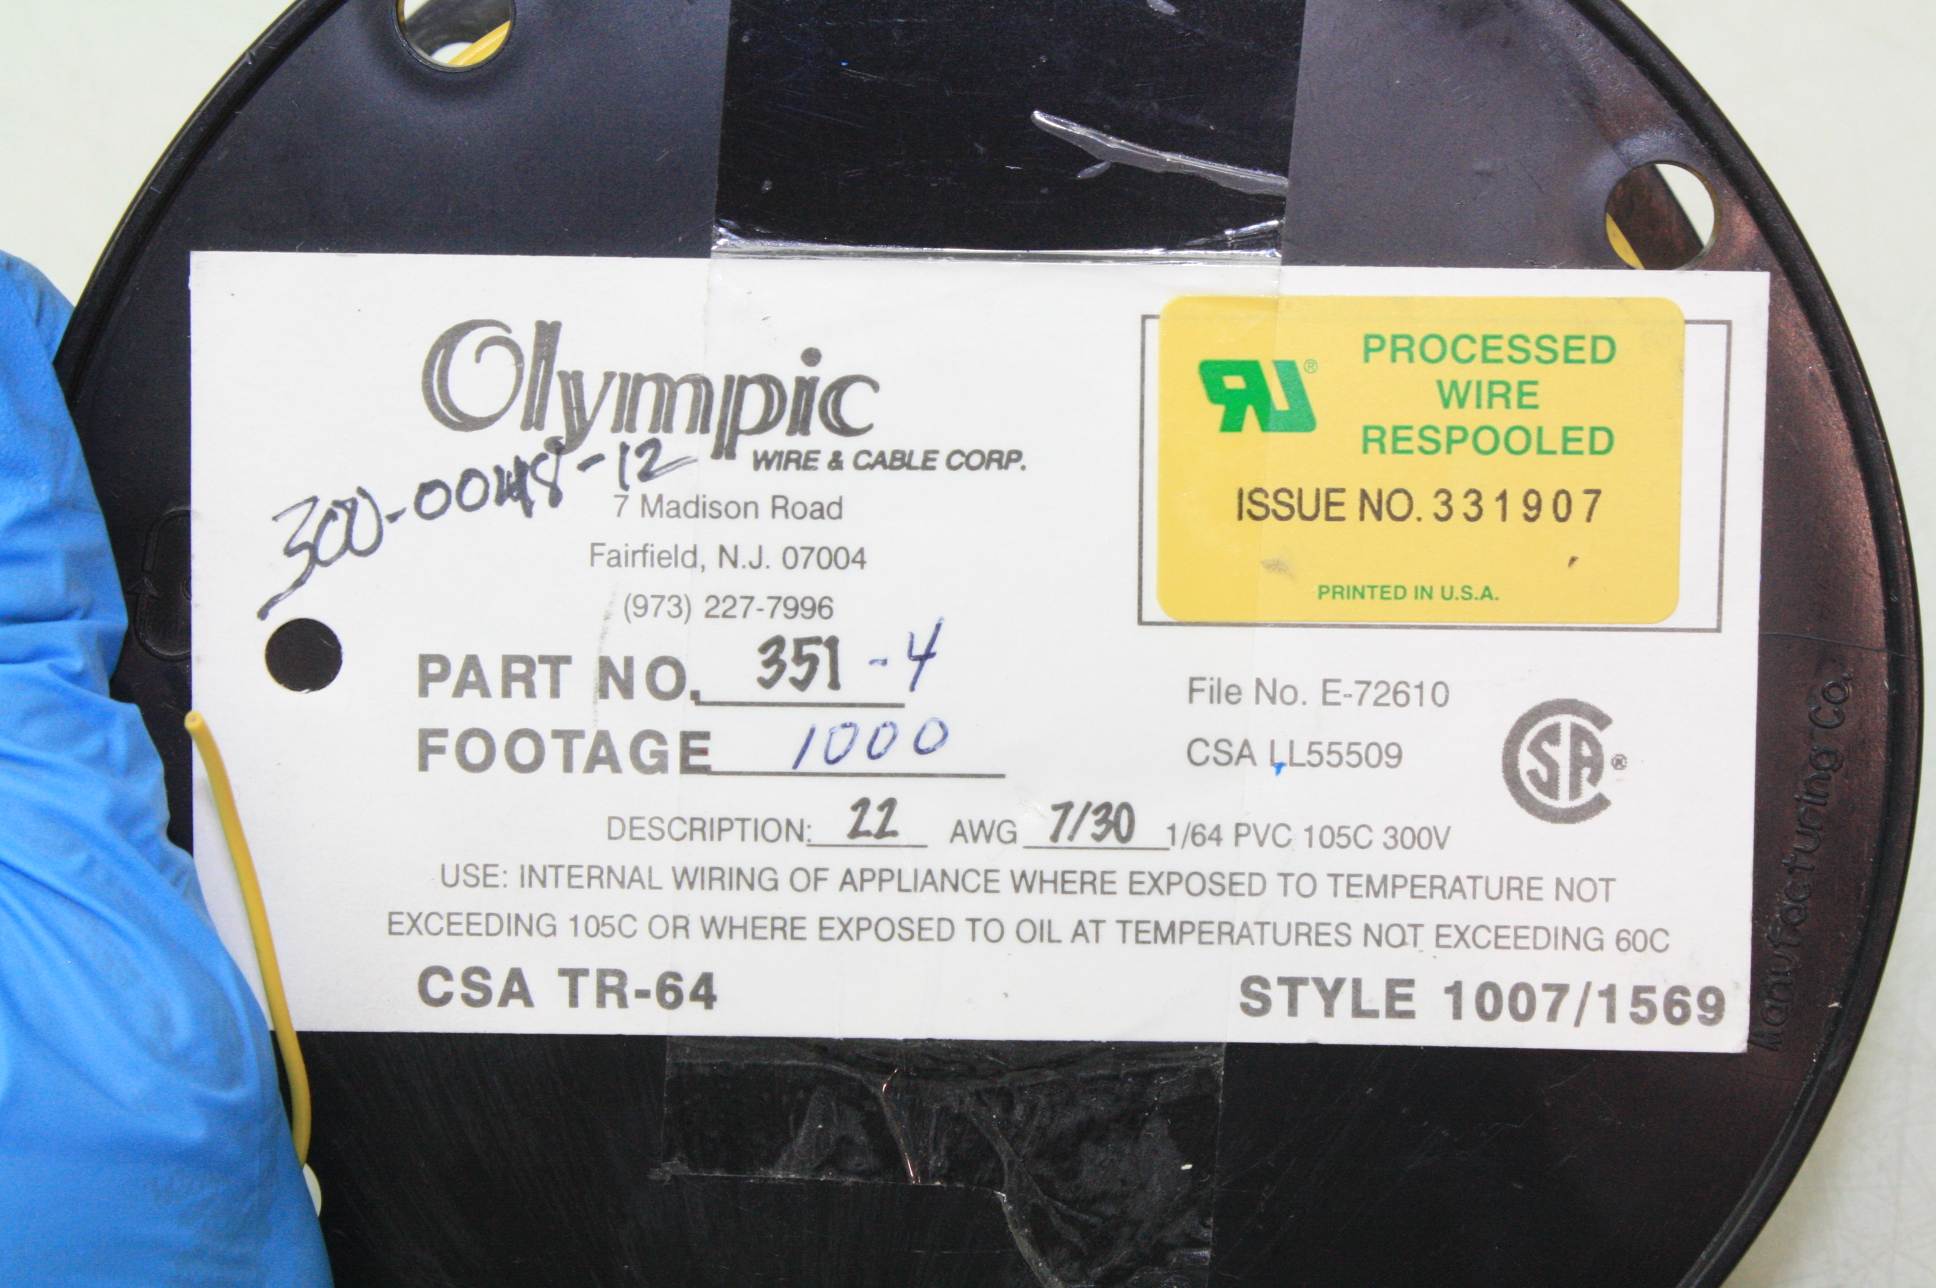 Olympic
WIRE & CABLE CORP.
300-00448-12
7 Madison Road
Fairfield, N.J. 07004
(973) 227-7996
PART NO. 351-4
FOOTAGE 1000
RU®
PROCESSED
WIRE
RESPOOLED
ISSUE NO. 331907
PRINTED IN U.S.A.
File No. E-72610
CSA LL55509
CSA®
DESCRIPTION: 22 AWG 7/30 1/64 PVC 105C 300V
USE: INTERNAL WIRING OF APPLIANCE WHERE EXPOSED TO TEMPERATURE NOT
EXCEEDING 105C OR WHERE EXPOSED TO OIL AT TEMPERATURES NOT EXCEEDING 60C
CSA TR-64
STYLE 1007/1569
Manufacturing Co.